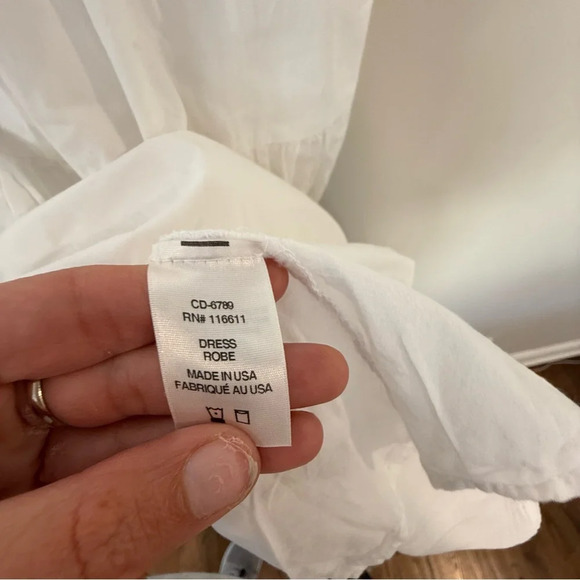 CD-6789
RN# 116611
DRESS
ROBE
MADE IN USA
FABRIQUÉ AU USA